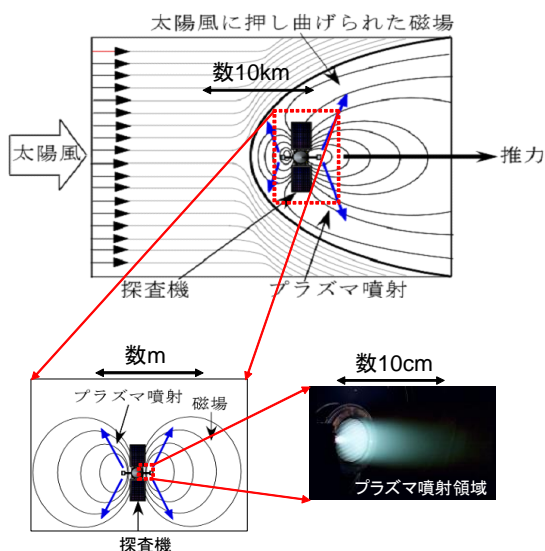 太陽風に押し曲げられた磁場
数10km
太陽風
推力
探査機
プラズマ噴射
数m
数10cm
プラズマ噴射
磁場
プラズマ噴射領域
探査機